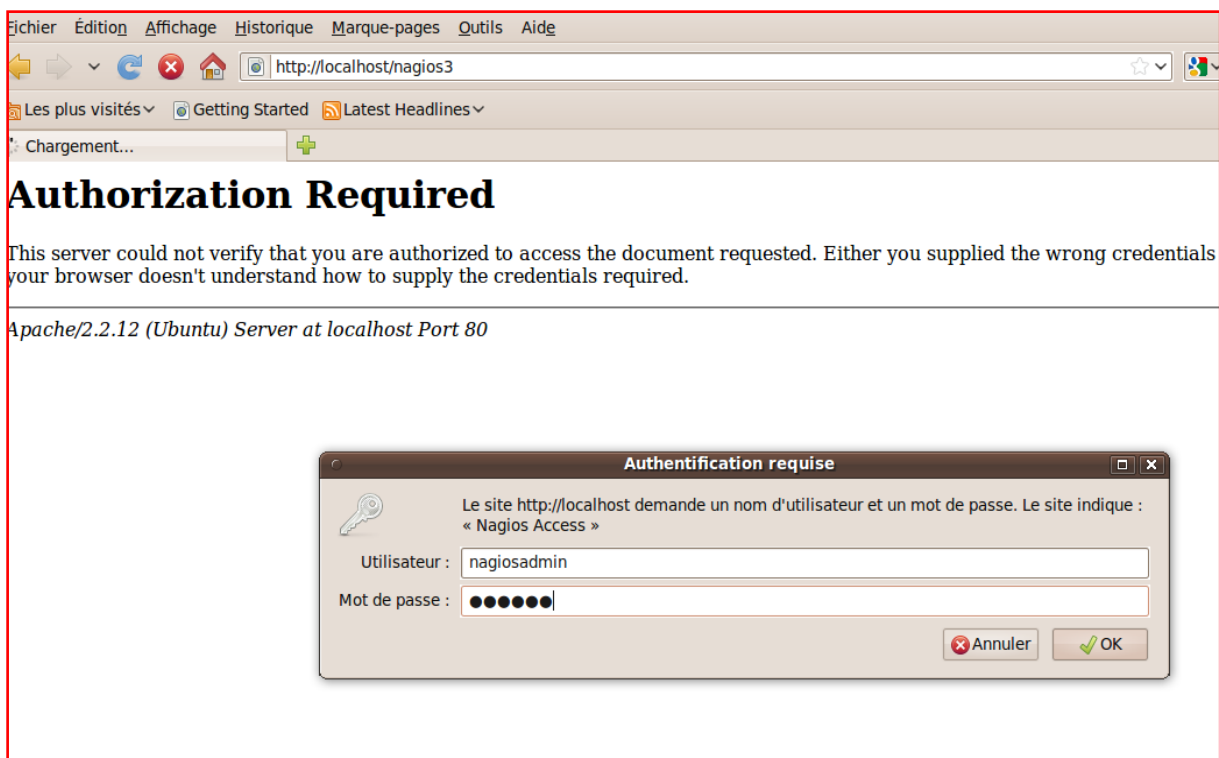 Fichier Édition Affichage Historique Marque-pages Outils Aide
http://localhost/nagios3
Les plus visités Getting Started Latest Headlines
Chargement...
Authorization Required
This server could not verify that you are authorized to access the document requested. Either you supplied the wrong credentials
your browser doesn't understand how to supply the credentials required.
Apache/2.2.12 (Ubuntu) Server at localhost Port 80
Authentification requise
Le site http://localhost demande un nom d'utilisateur et un mot de passe. Le site indique :
« Nagios Access »
Utilisateur : nagiosadmin
Mot de passe : ●●●●●●
Annuler OK